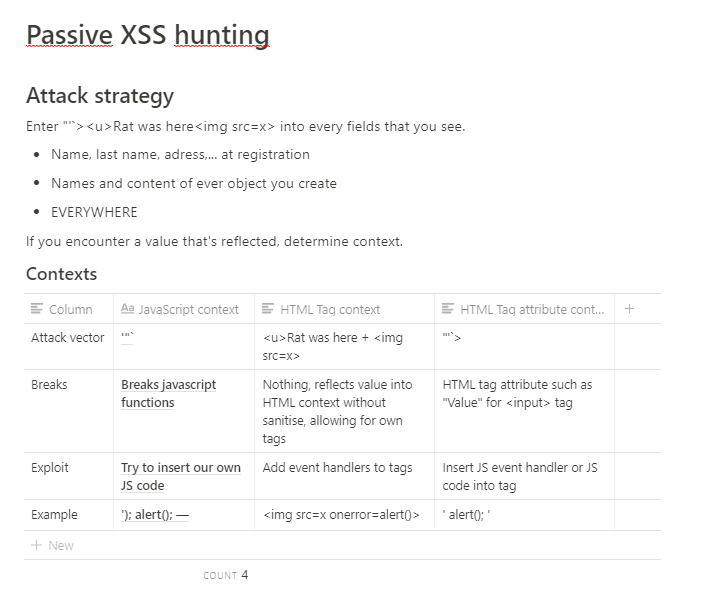 Passive XSS hunting
Attack strategy
Enter "'`><u>Rat was here<img src=x> into every fields that you see.
• Name, last name, adress,... at registration
• Names and content of ever object you create
• EVERYWHERE
If you encounter a value that's reflected, determine context.
Contexts
Column Aa JavaScript context HTML Tag context HTML Tag attribute cont... +
Attack vector '"` <u>Rat was here + <img "'`>
src=x>
Breaks Breaks javascript Nothing, reflects value into HTML tag attribute such as
functions HTML context without "Value" for <input> tag
sanitise, allowing for own
tags
Exploit Try to insert our own Add event handlers to tags Insert JS event handler or JS
JS code code into tag
Example '); alert(); — <img src=x onerror=alert()> ' alert(); '
+ New
COUNT 4